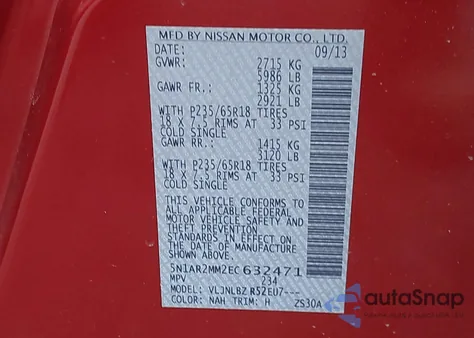 MFD BY NISSAN MOTOR CO., LTD.
DATE: 09/13
GVWR: 2715 KG
5986 LB
GAWR FR.: 1325 KG
2921 LB
WITH P235/65R18 TIRES
18 X 7.5 RIMS AT 33 PSI
COLD SINGLE
GAWR RR.: 1415 KG
3120 LB
WITH P235/65R18 TIRES
18 X 7.5 RIMS AT 33 PSI
COLD SINGLE
THIS VEHICLE CONFORMS TO
ALL APPLICABLE FEDERAL
MOTOR VEHICLE SAFETY AND
THEFT PREVENTION
STANDARDS IN EFFECT ON
THE DATE OF MANUFACTURE
SHOWN ABOVE.
5N1AR2MM2EC632471
MPV 734
MODEL: VLJNLBZ R52EU7---
COLOR: NAH TRIM: H ZS30A
autoSnap